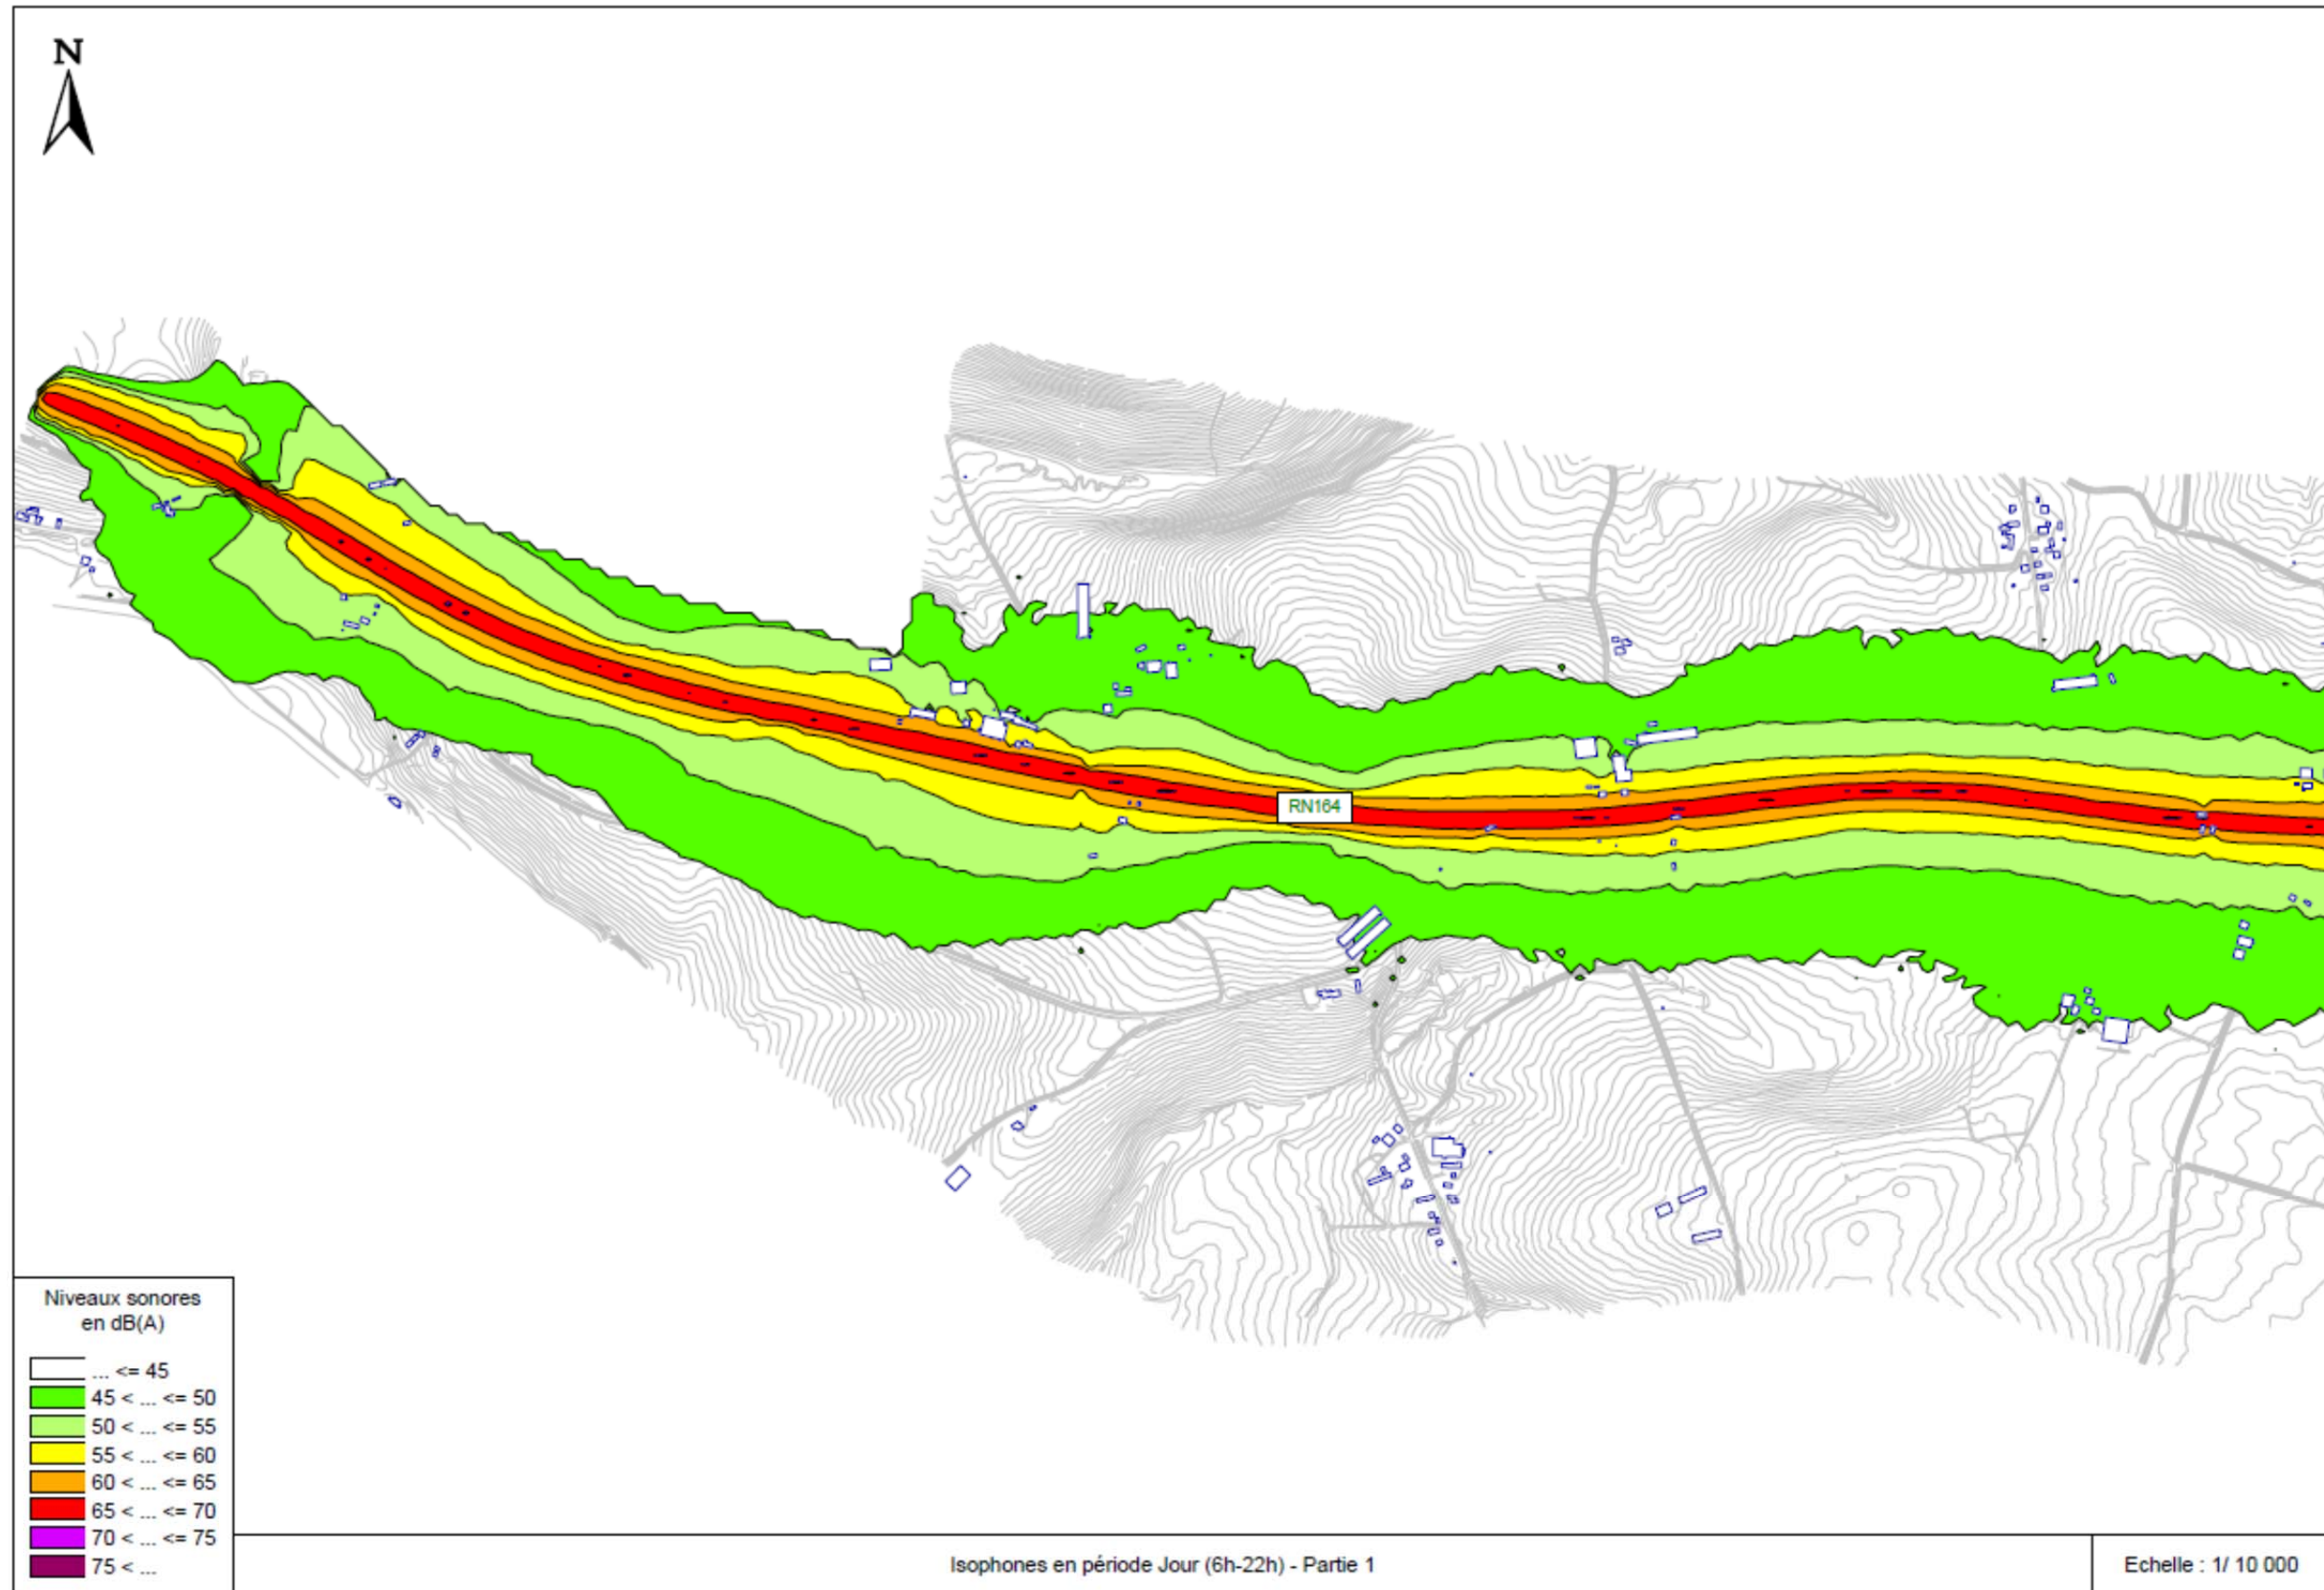 N
RN164
Niveaux sonores
en dB(A)
... <= 45
45 < ... <= 50
50 < ... <= 55
55 < ... <= 60
60 < ... <= 65
65 < ... <= 70
70 < ... <= 75
75 < ...
Isophones en période Jour (6h-22h) - Partie 1
Echelle : 1/ 10 000